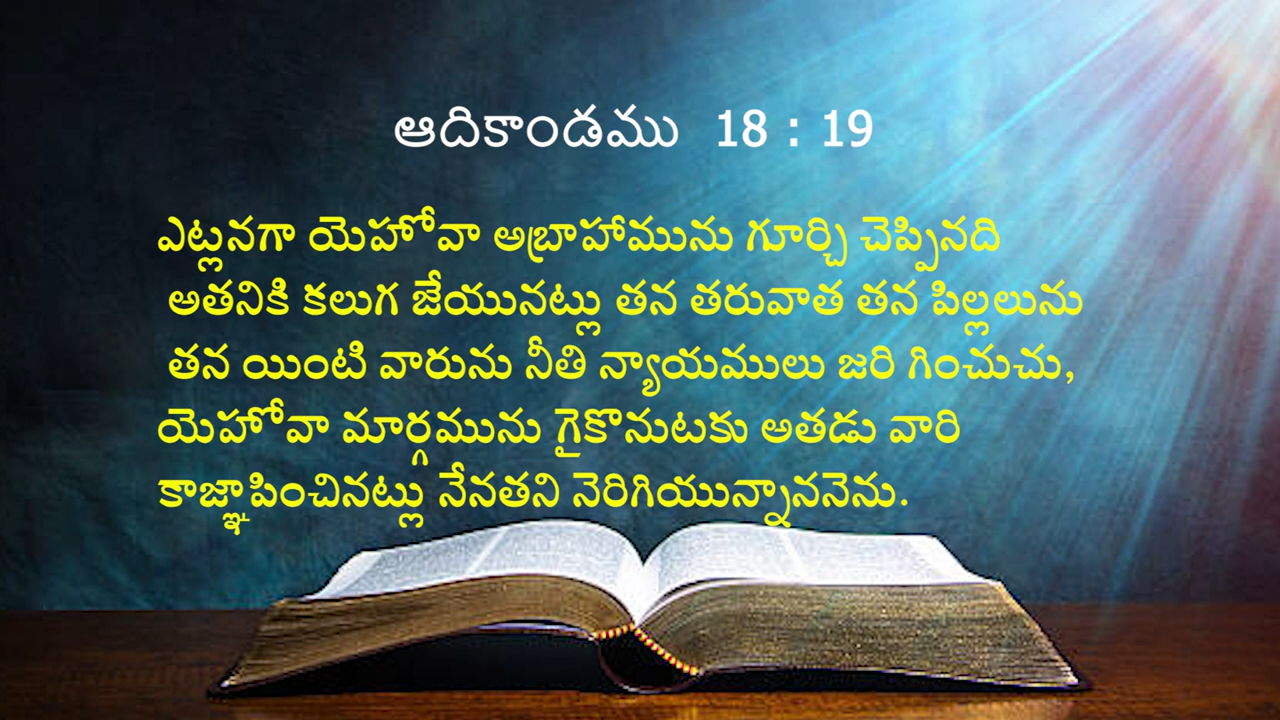 ఆదికాండము 18 : 19
ఎట్లనగా యెహోవా అబ్రాహామును గూర్చి చెప్పినది
అతనికి కలుగ జేయునట్లు తన తరువాత తన పిల్లలును
తన యింటి వారును నీతి న్యాయములు జరి గించుచు,
యెహోవా మార్గమును గైకొనుటకు అతడు వారి
కాజ్ఞాపించినట్లు నేనతని నెరిగియున్నాననెను.